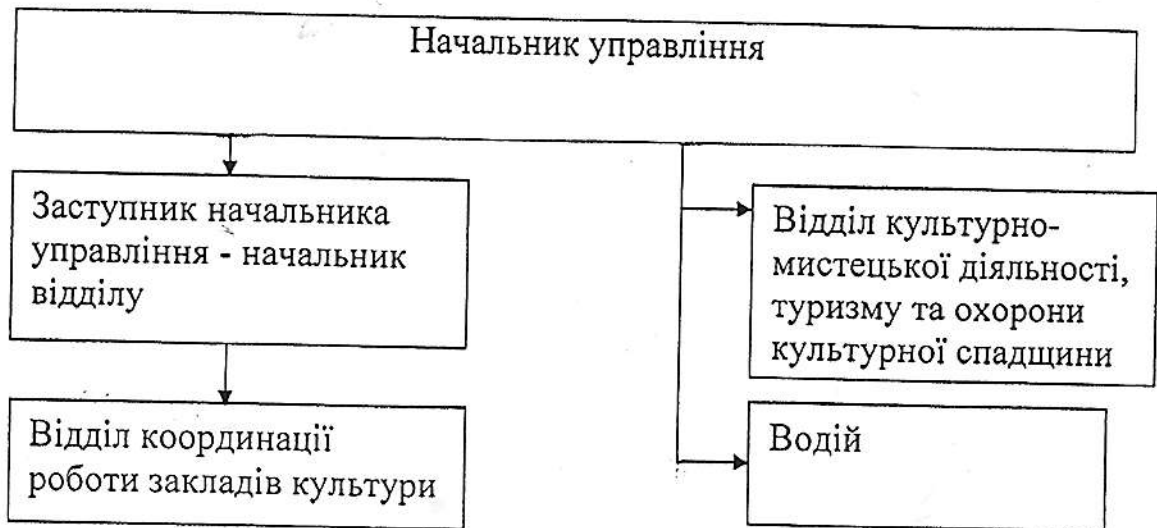 Начальник управління
Заступник начальника
управління - начальник
відділу
Відділ координації
роботи закладів культури
Відділ культурно-
мистецької діяльності,
туризму та охорони
культурної спадщини
Водій